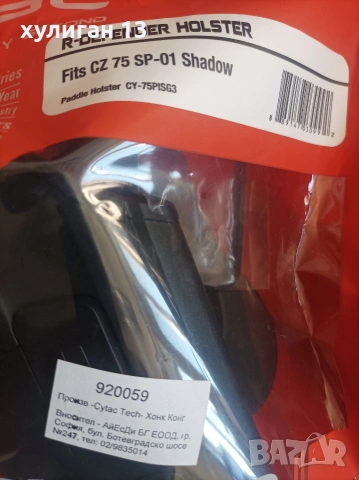 хулиган 13
R-DEFENDER HOLSTER
Fits CZ 75 SP-01 Shadow
Paddle Holster CY-75PISG3
920059
Произв -Cytac Tech- Хонк Конг
Вносител - АйЕсДи БГ ЕООД, гр.
София, бул. Ботевградско шосе
№247, тел: 02/9835014
BAZAR